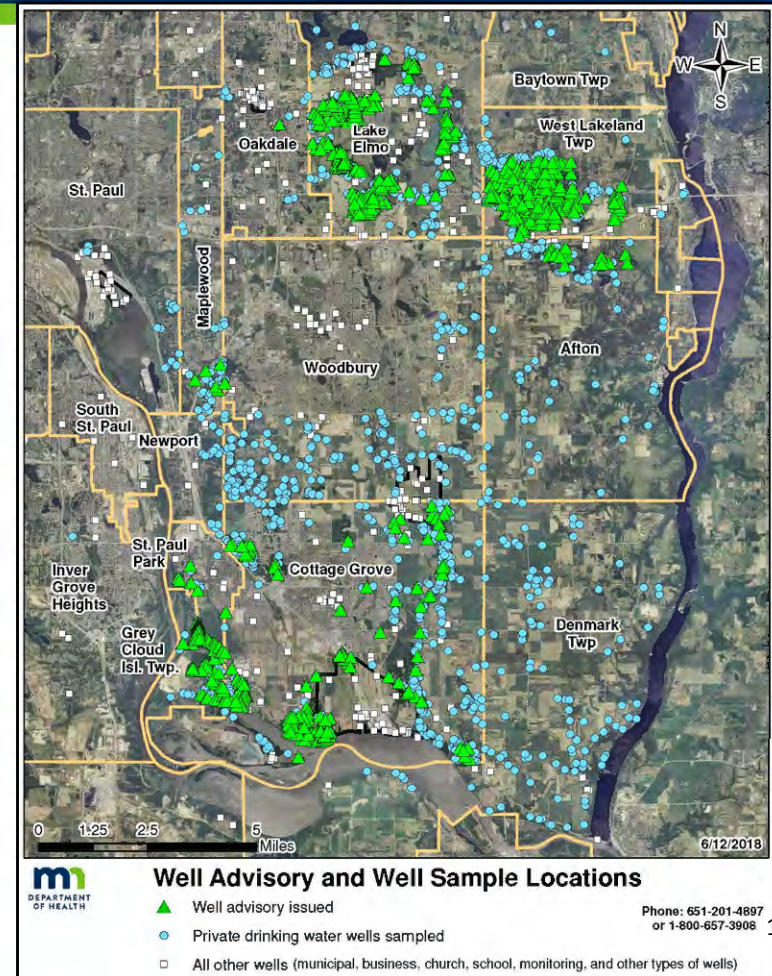 N
W E
S
Baytown Twp
West Lakeland
Twp
Oakdale
Lake
Elmo
St. Paul
Maplewood
Woodbury
Afton
South
St. Paul
Newport
St. Paul
Park
Cottage Grove
Inver
Grove
Heights
Denmark
Twp
Grey
Cloud
Isl. Twp.
0 1.25 2.5 5
Miles
6/12/2018
mn
DEPARTMENT
OF HEALTH
Well Advisory and Well Sample Locations
Well advisory issued
Phone: 651-201-4897
or 1-800-657-3908
Private drinking water wells sampled
All other wells (municipal, business, church, school, monitoring, and other types of wells)